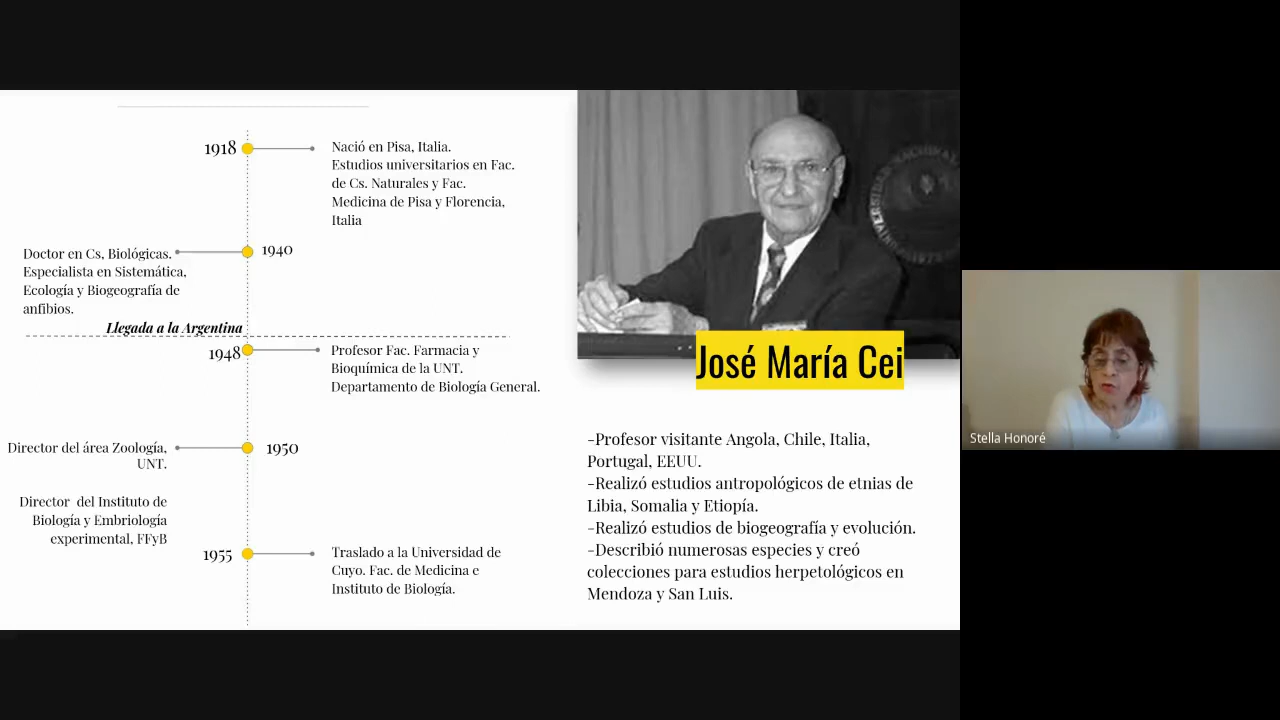 1918
Nació en Pisa, Italia.
Estudios universitarios en Fac.
de Cs. Naturales y Fac.
Medicina de Pisa y Florencia,
Italia
Doctor en Cs, Biológicas.
Especialista en Sistemática,
Ecología y Biogeografía de
anfibios.
1940
Llegada a la Argentina
1948
Profesor Fac. Farmacia y
Bioquímica de la UNT.
Departamento de Biología General.
Director del área Zoología,
UNT.
1950
Director del Instituto de
Biología y Embriología
experimental, FFyB
1955
Traslado a la Universidad de
Cuyo. Fac. de Medicina e
Instituto de Biología.
José María Cei
-Profesor visitante Angola, Chile, Italia,
Portugal, EEUU.
-Realizó estudios antropológicos de etnias de
Libia, Somalia y Etiopía.
-Realizó estudios de biogeografía y evolución.
-Describió numerosas especies y creó
colecciones para estudios herpetológicos en
Mendoza y San Luis.
Stella Honoré